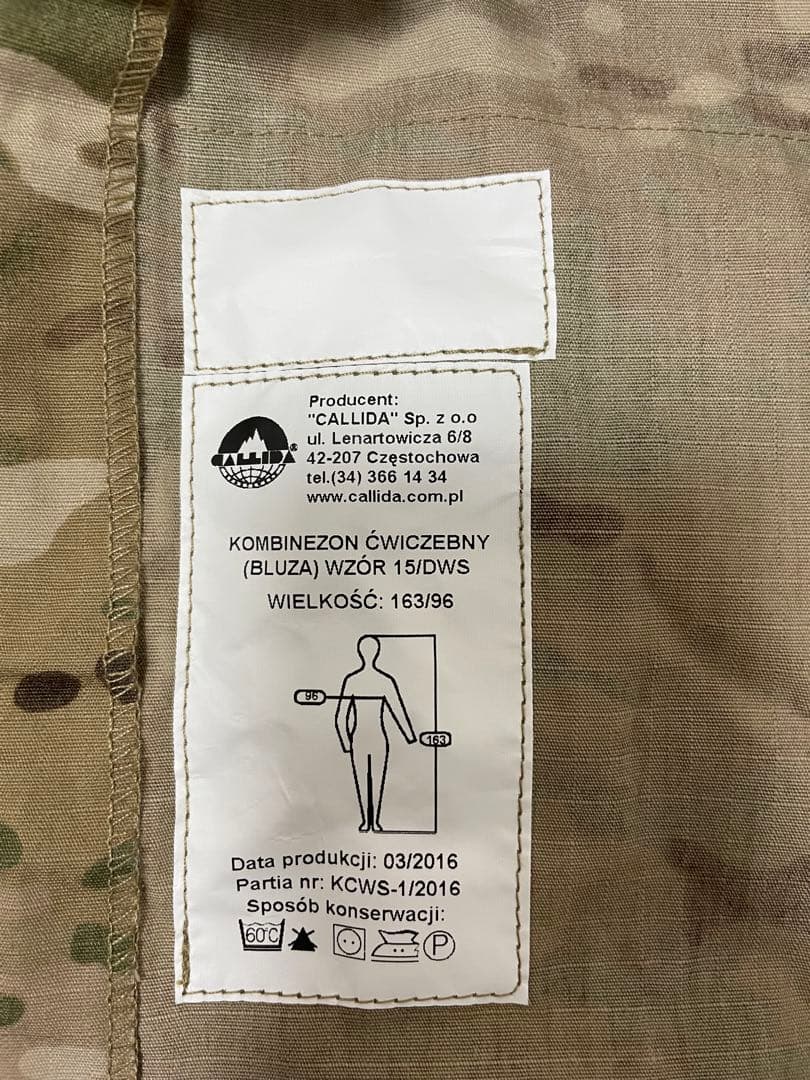 Producent:
"CALLIDA" Sp. z o.o
ul. Lenartowicza 6/8
42-207 Częstochowa
tel.(34) 366 14 34
www.callida.com.pl
CALLIDA®
KOMBINEZON ĆWICZEBNY
(BLUZA) WZÓR 15/DWS
WIELKOŚĆ: 163/96
96
163
Data produkcji: 03/2016
Partia nr: KCWS-1/2016
Sposób konserwacji:
60°C P